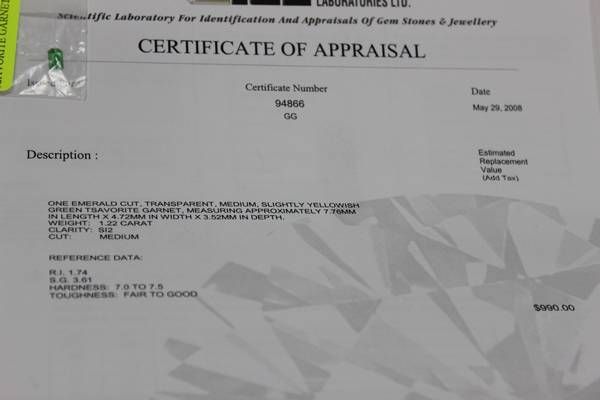 LABORATORIES LTD.
Scientific Laboratory For Identification And Appraisals Of Gem Stones & Jewellery
CERTIFICATE OF APPRAISAL
TSAVORITE GARNET
Certificate Number
94866
GG
Date
May 29, 2008
Description :
Estimated
Replacement
Value
(Add Tax)
ONE EMERALD CUT, TRANSPARENT, MEDIUM, SLIGHTLY YELLOWISH
GREEN TSAVORITE GARNET, MEASURING APPROXIMATELY 7.76MM
IN LENGTH X 4.72MM IN WIDTH X 3.52MM IN DEPTH.
WEIGHT: 1.22 CARAT
CLARITY: SI2
CUT: MEDIUM
REFERENCE DATA:
R.I. 1.74
S.G. 3.61
HARDNESS: 7.0 TO 7.5
TOUGHNESS: FAIR TO GOOD
$990.00